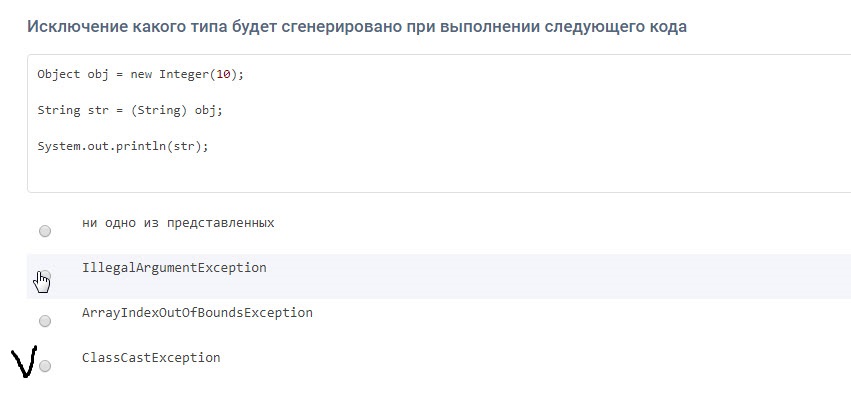 Исключение какого типа будет сгенерировано при выполнении следующего кода
Object obj = new Integer(10);
String str = (String) obj;
System.out.println(str);
ни одно из представленных
IllegalArgumentException
ArrayIndexOutOfBoundsException
ClassCastException